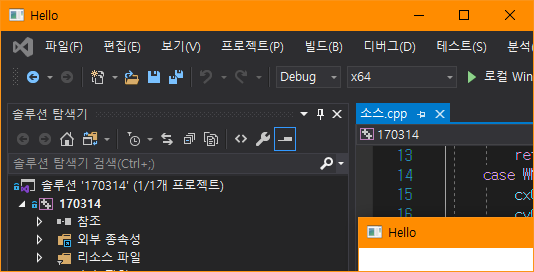 Hello
파일(F) 편집(E) 보기(V) 프로젝트(P) 빌드(B) 디버그(D) 테스트(S) 분석
Debug x64 로컬 Win
솔루션 탐색기
소스.cpp
솔루션 탐색기 검색(Ctrl+;)
170314
솔루션 '170314' (1/1개 프로젝트)
170314
참조
외부 종속성
리소스 파일
13 ret
14 case WM
15 cx
16
Hello